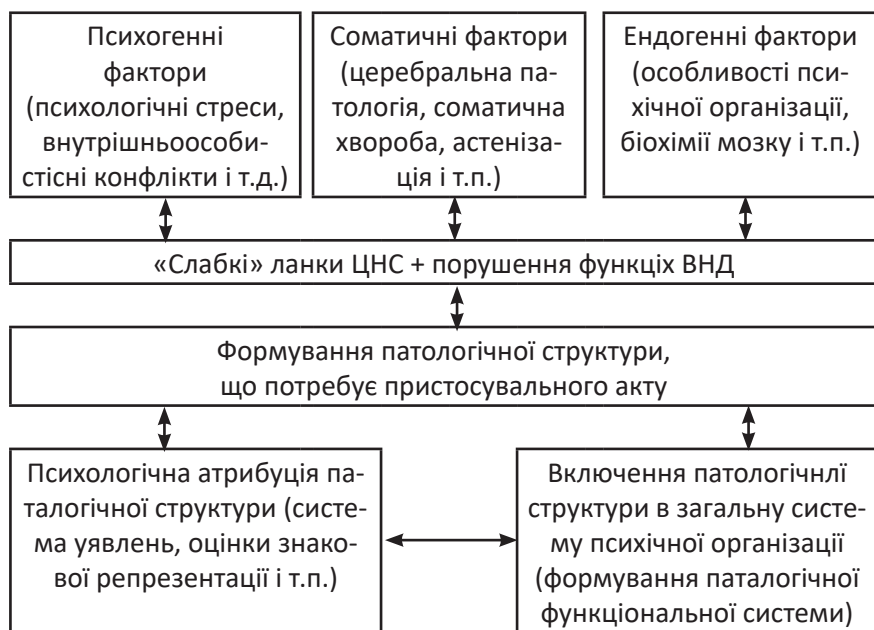 Психогенні
фактори
(психологічні стреси,
внутрішньоособи-
стісні конфлікти і т.д.)
Соматичні фактори
(церебральна па-
тологія, соматична
хвороба, астеніза-
ція і т.п.)
Ендогенні фактори
(особливості пси-
хічної організації,
біохімії мозку і т.п.)
«Слабкі» ланки ЦНС + порушення функціх ВНД
Формування патологічної структури,
що потребує пристосувального акту
Психологічна атрибуція па-
талогічної структури (систе-
ма уявлень, оцінки знако-
вої репрезентації і т.п.)
Включення патологічнлї
структури в загальну систе-
му психічної організації
(формування паталогічної
функціональної системи)